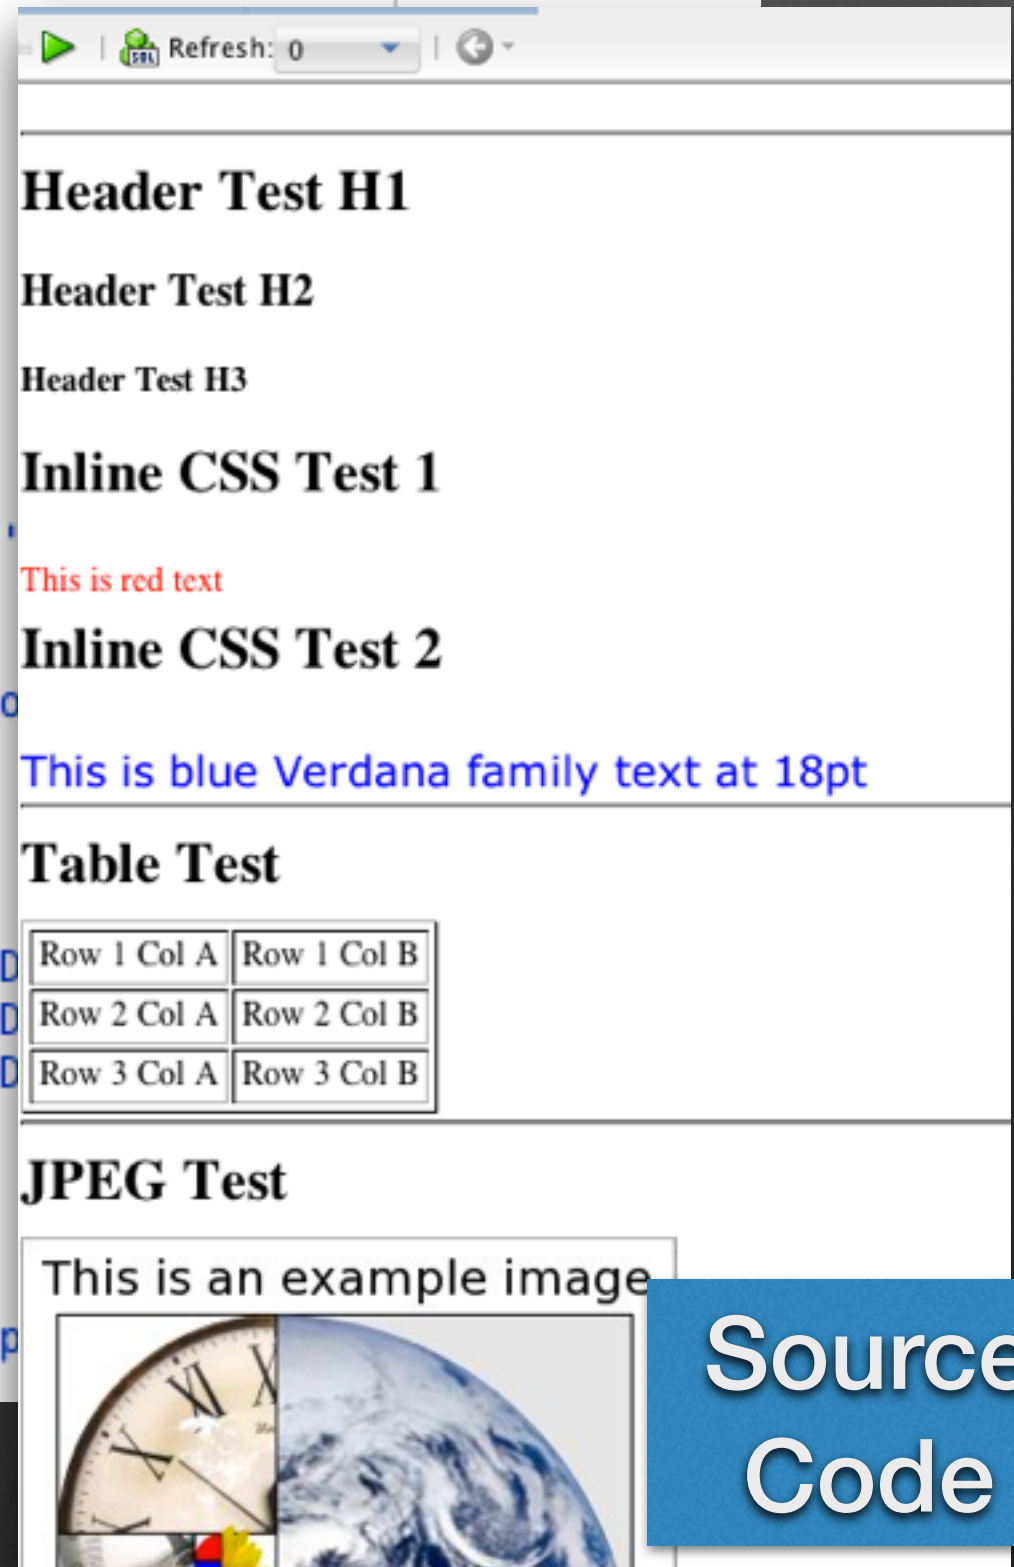 SQL Refresh: 0
Header Test H1
Header Test H2
Header Test H3
Inline CSS Test 1
This is red text
Inline CSS Test 2
This is blue Verdana family text at 18pt
Table Test
Row 1 Col A Row 1 Col B
Row 2 Col A Row 2 Col B
Row 3 Col A Row 3 Col B
JPEG Test
This is an example image
Source
Code